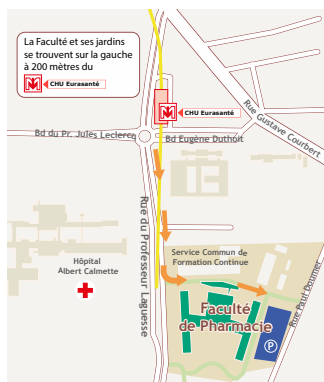 La Faculté et ses jardins
se trouvent sur la gauche
à 200 mètres du
CHU Eurasanté
CHU Eurasanté
Rue Gustave Courbert
Bd du Pr. Jules Leclercq
Bd Eugène Duthoit
Rue du Professeur Laguesse
Service Commun de
Formation Continue
Hôpital
Albert Calmette
Faculté
de Pharmacie
Rue Paul Doumer
P